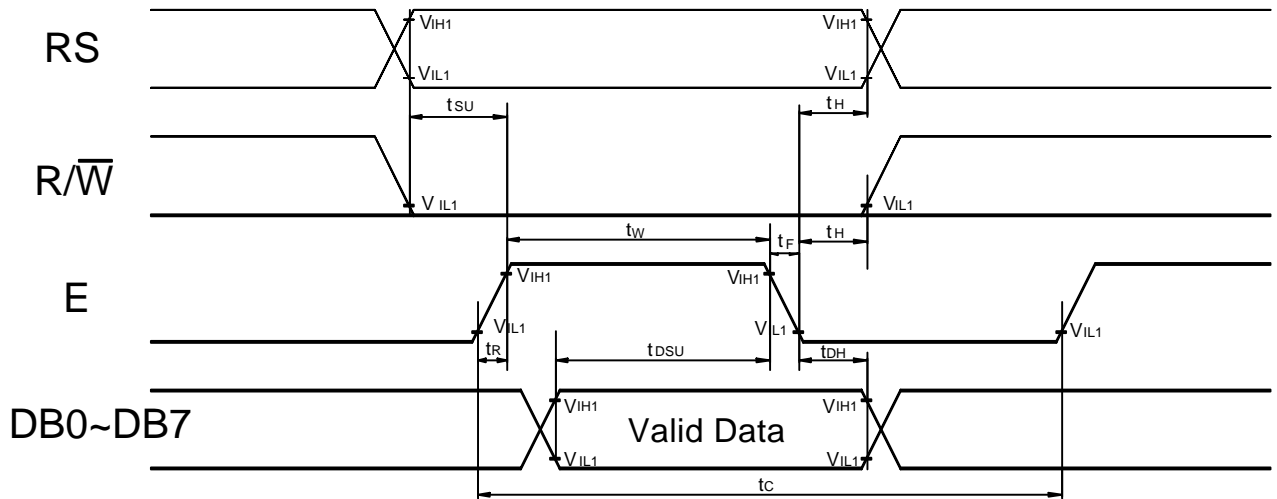 RS
VIH1
VIH1
VIL1
VIL1
tSU
tH
R/W̅
VIL1
VIL1
tW
tF
tH
E
VIH1
VIH1
VIL1
VIL1
VIL1
tR
tDSU
tDH
DB0~DB7
VIH1
Valid Data
VIH1
VIL1
VIL1
tC